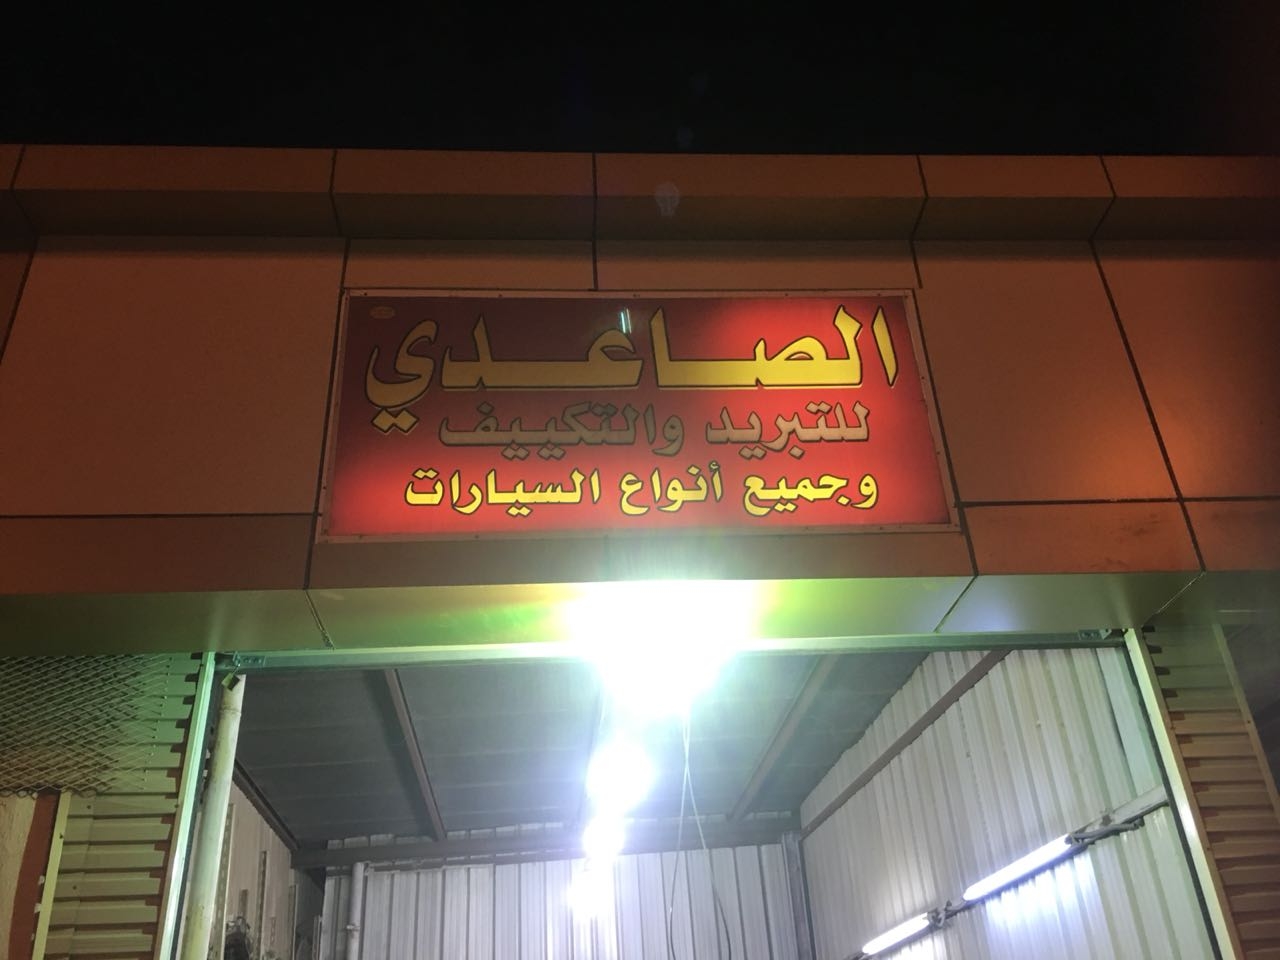 الصاعدي
للتبريد والتكييف
وجميع أنواع السيارات